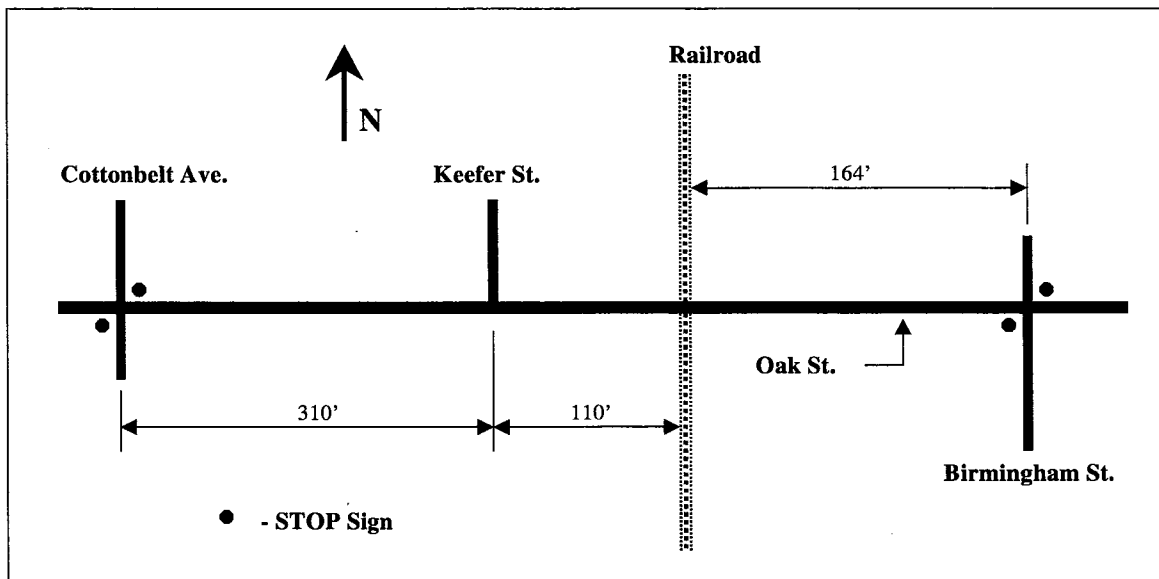 Railroad
N
Cottonbelt Ave.
Keefer St.
164'
Oak St.
310'
110'
Birmingham St.
- STOP Sign